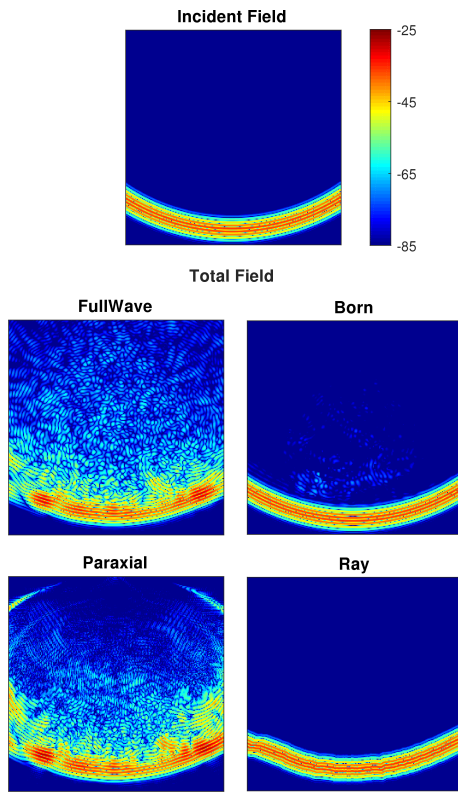 Incident Field
-25
-45
-65
-85
Total Field
FullWave
Born
Paraxial
Ray